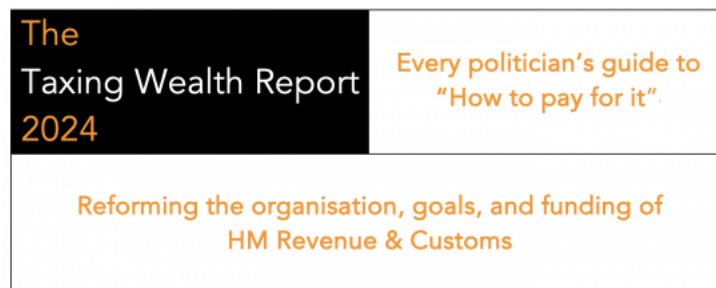 The
Taxing Wealth Report
2024
Every politician’s guide to
“How to pay for it”
Reforming the organisation, goals, and funding of
HM Revenue & Customs